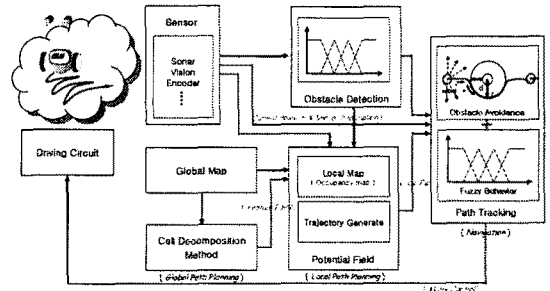 Sensor
Sonar
Vision
Encoder
Obstacle Detection
Obstacle Avoidance
Fuzzy Behavior
Path Tracking
( Navigation )
Driving Circuit
Global Map
Cell Decomposition
Method
( Global Path Planning )
Local Map
( Occupancy map )
Trajectory Generate
Potential Field
( Local Path Planning )